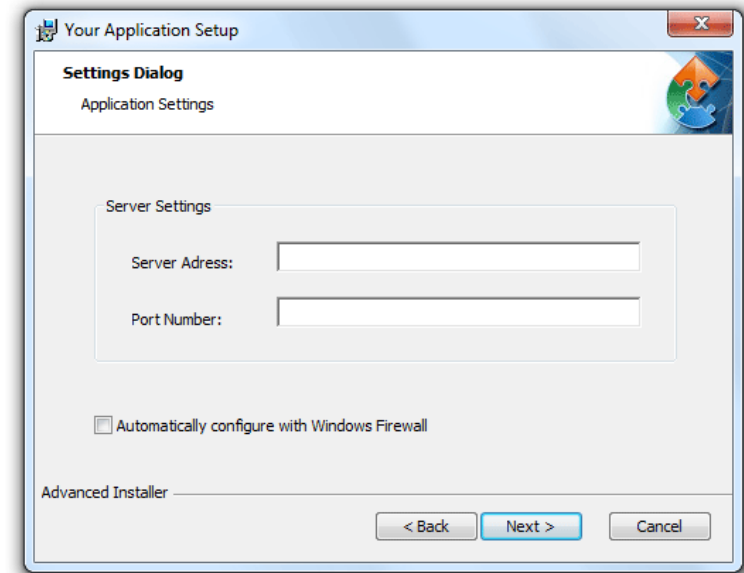 Your Application Setup
Settings Dialog
Application Settings
Server Settings
Server Adress:
Port Number:
Automatically configure with Windows Firewall
Advanced Installer
< Back Next > Cancel